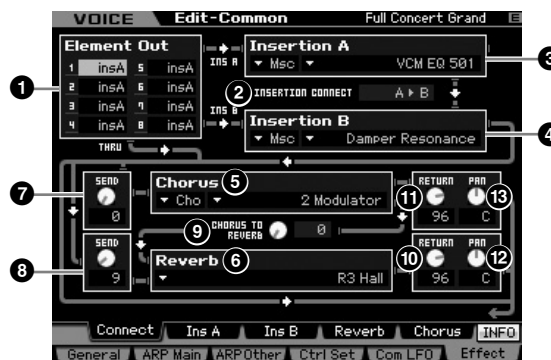 VOICE Edit-Common Full Concert Grand E
Element Out
1 insA 5 insA
2 insA 6 insA
3 insA 7 insA
4 insA 8 insA
THRU
INS A
INS B
Insertion A
Msc VCM EQ 501
INSERTION CONNECT A▶B
Insertion B
Msc Damper Resonance
SEND
0
Chorus
Cho 2 Modulator
RETURN PAN
96 C
CHORUS TO REVERB 0
SEND
9
Reverb
R3 Hall
RETURN PAN
96 C
Connect Ins A Ins B Reverb Chorus INFO
General ARP Main ARP Other Ctrl Set Com LFO Effect
1
2
3
4
5
6
7
8
9
10
11
12
13